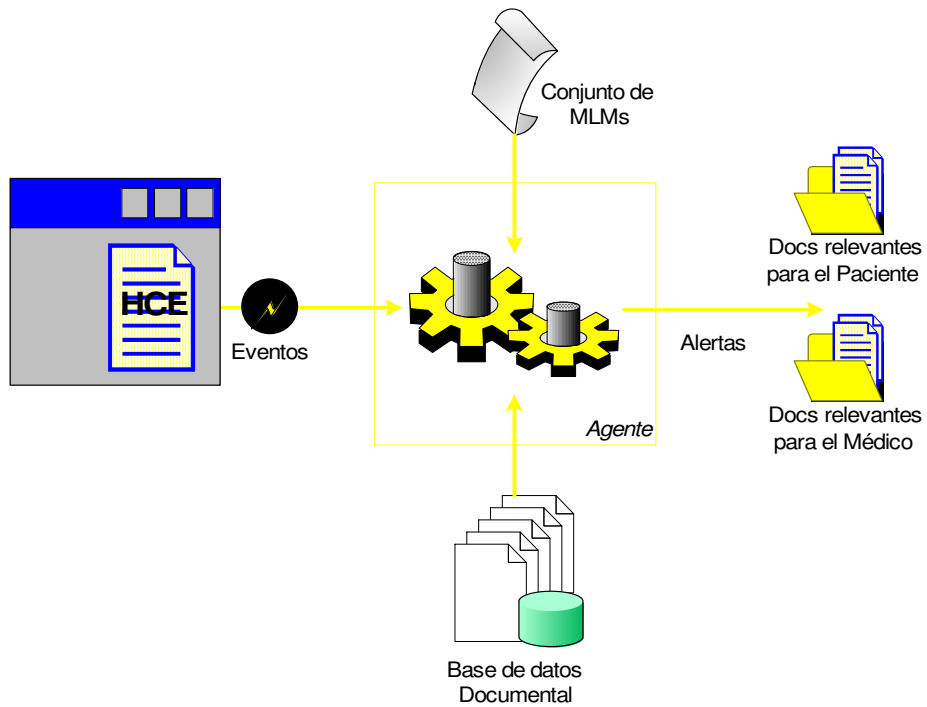 Conjunto de
MLMs
HCE
Eventos
Agente
Alertas
Docs relevantes
para el Paciente
Docs relevantes
para el Médico
Base de datos
Documental